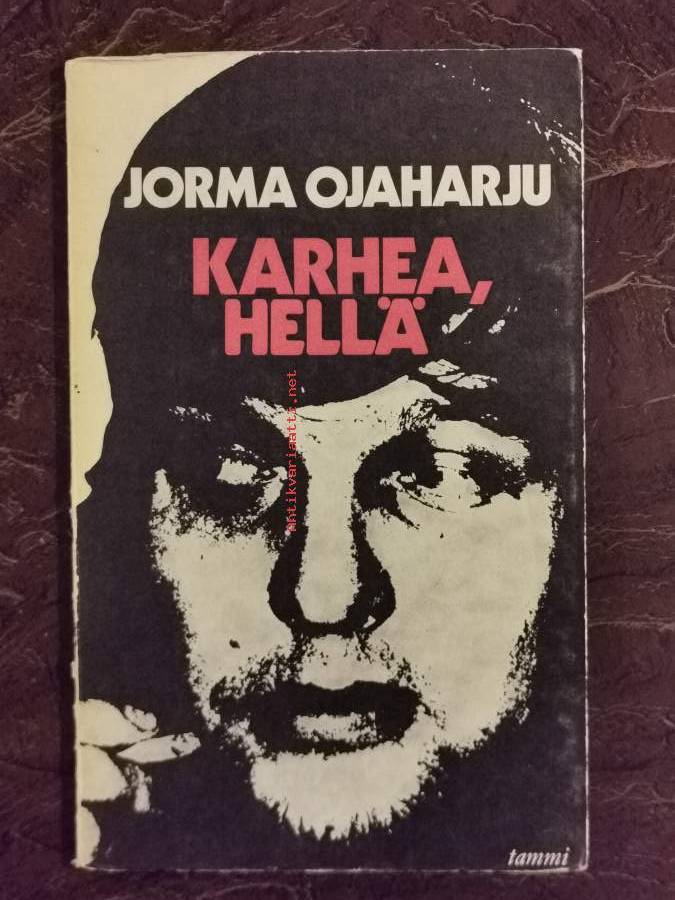 JORMA OJAHARJU
KARHEA,
HELLÄ
antikvariaatti.net
tammi